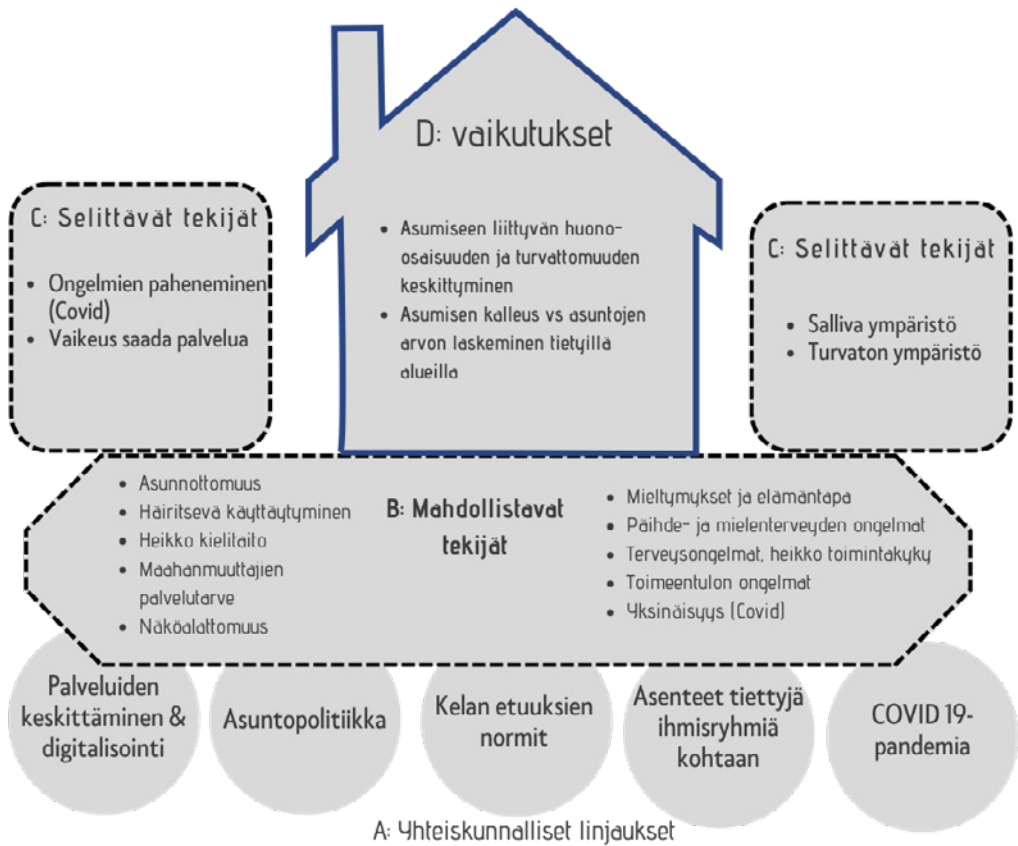 D: vaikutukset
• Asumiseen liittyvän huono-
osaisuuden ja turvattomuuden
keskittyminen
• Asumisen kalleus vs asuntojen
arvon laskeminen tietyillä
alueilla
C: Selittävät tekijät
• Ongelmien paheneminen
(Covid)
• Vaikeus saada palvelua
C: Selittävät tekijät
• Salliva ympäristö
• Turvaton ympäristö
B: Mahdollistavat
tekijät
• Asunnottomuus
• Häiritsevä käyttäytyminen
• Heikko kielitaito
• Maahanmuuttajien
palvelutarve
• Näköalattomuus
• Mieltymykset ja elämäntapa
• Päihde- ja mielenterveyden ongelmat
• Terveysongelmat, heikko toimintakyky
• Toimeentulon ongelmat
• Yksinäisyys (Covid)
Palveluiden
keskittäminen &
digitalisointi
Asuntopolitiikka
Kelan etuuksien
normit
Asenteet tiettyjä
ihmisryhmiä
kohtaan
COVID 19-
pandemia
A: Yhteiskunnalliset linjaukset